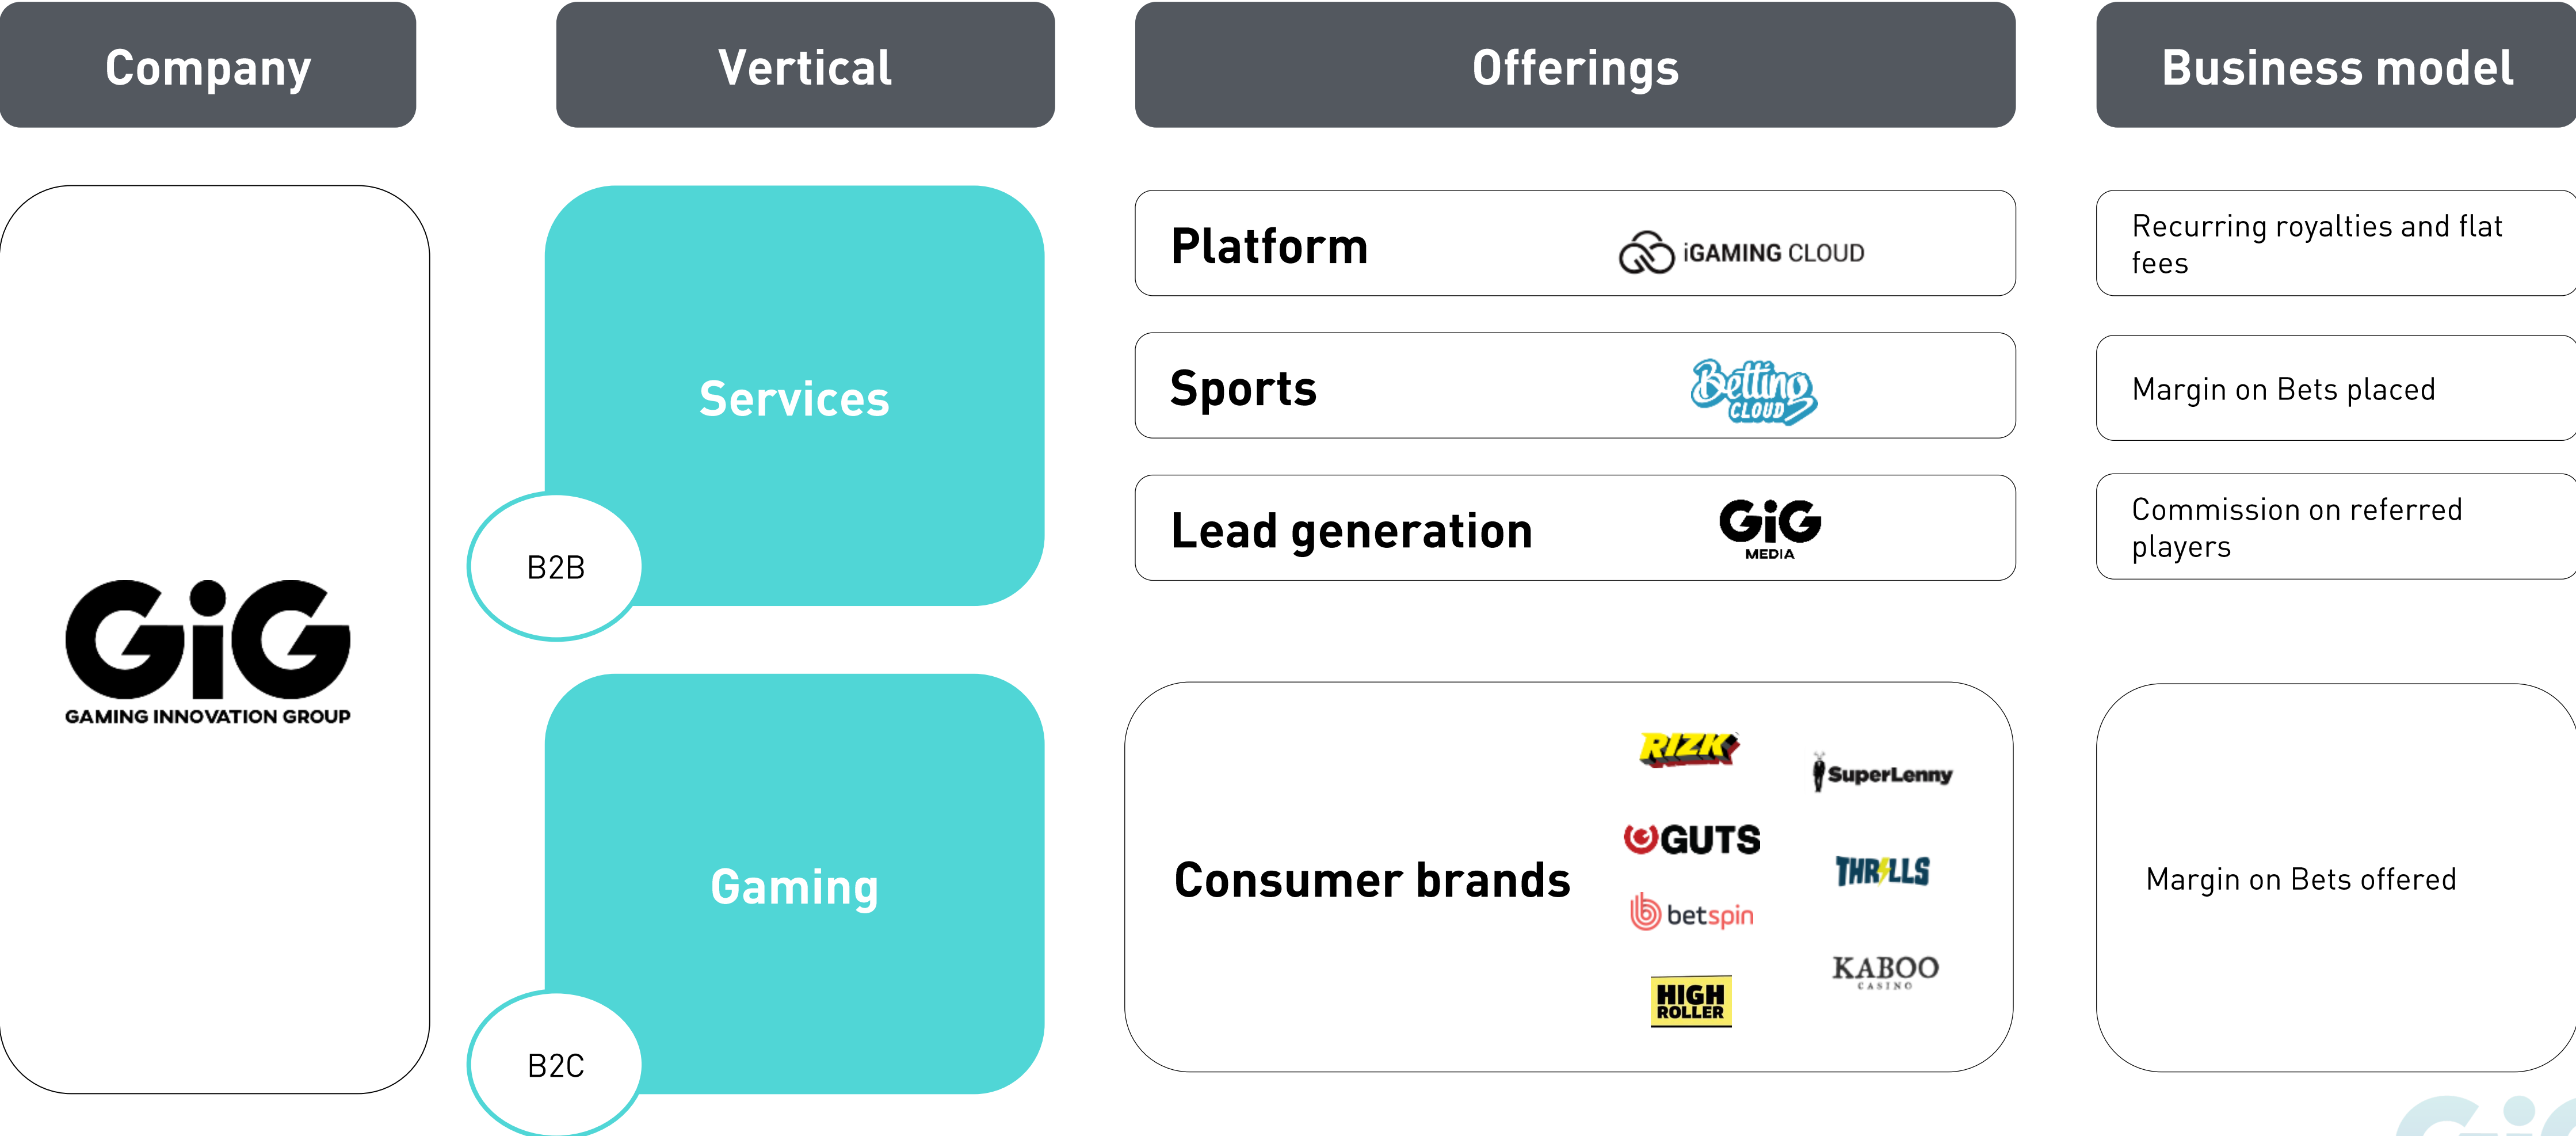 Company
Vertical
Offerings
Business model
GiG
GAMING INNOVATION GROUP
Services
B2B
Platform
iGAMING CLOUD
Recurring royalties and flat
fees
Sports
Betting
CLOUD
Margin on Bets placed
Lead generation
GiG
MEDIA
Commission on referred
players
Gaming
B2C
Consumer brands
RIZK
SuperLenny
GUTS
THRILLS
betspin
KABOO
CASINO
HIGH
ROLLER
Margin on Bets offered
GiG